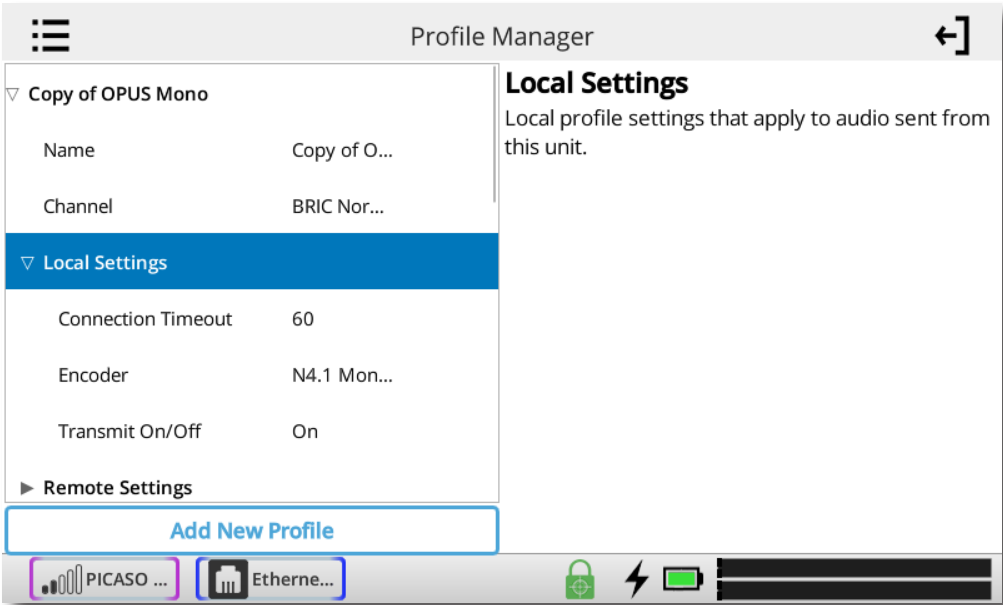 Profile Manager
Copy of OPUS Mono
Name Copy of O...
Channel BRIC Nor...
Local Settings
Connection Timeout 60
Encoder N4.1 Mon...
Transmit On/Off On
Remote Settings
Add New Profile
Local Settings
Local profile settings that apply to audio sent from
this unit.
PICASO ... Etherne...